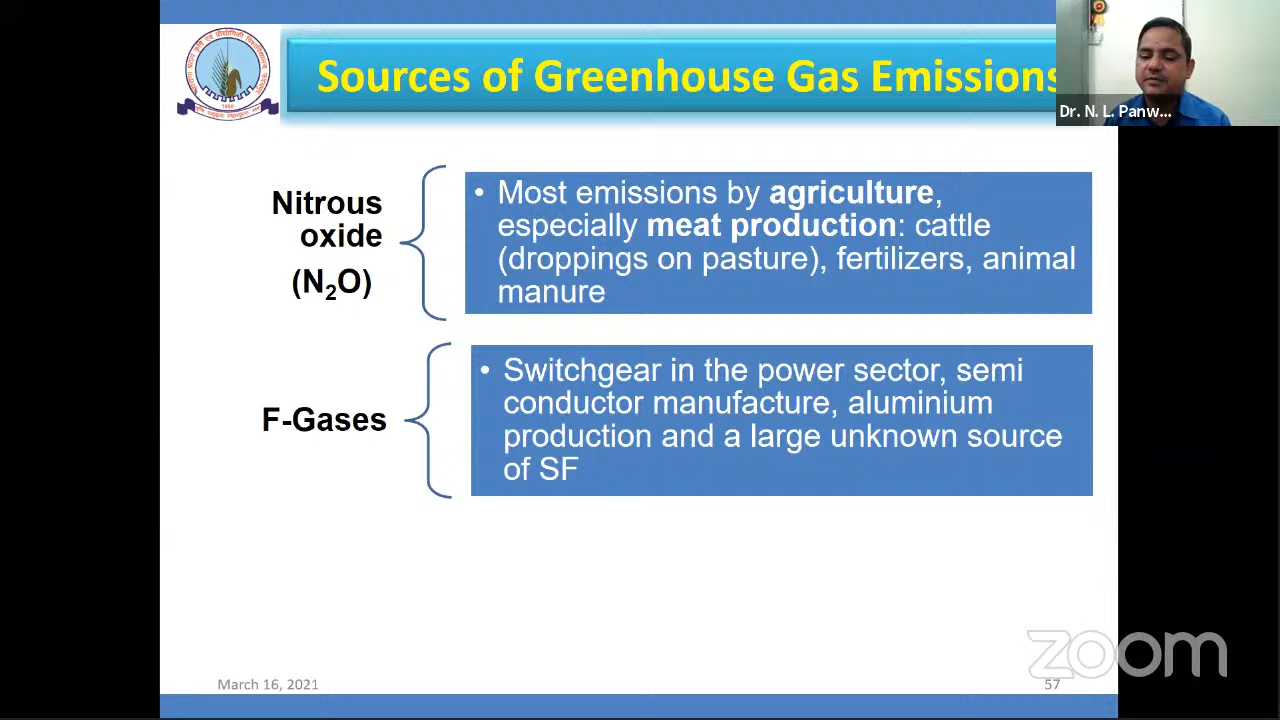 Sources of Greenhouse Gas Emissions
Dr. N. L. Panw...
Nitrous
oxide
(N₂O)
• Most emissions by agriculture,
especially meat production: cattle
(droppings on pasture), fertilizers, animal
manure
F-Gases
• Switchgear in the power sector, semi
conductor manufacture, aluminium
production and a large unknown source
of SF
zoom
March 16, 2021
57